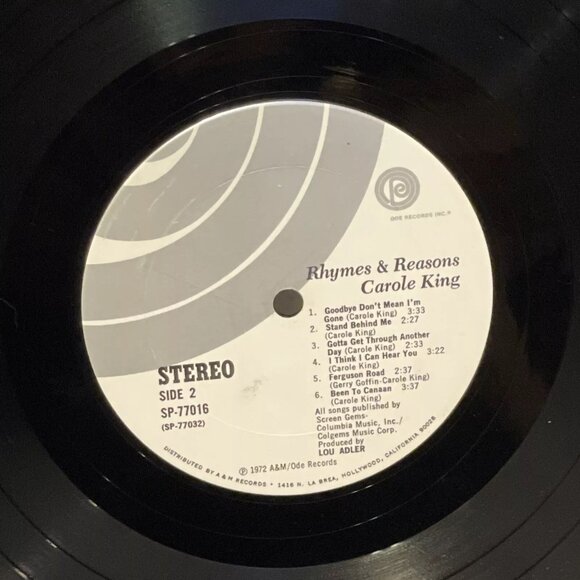 ODE RECORDS INC.®
Rhymes & Reasons
Carole King
1. Goodbye Don't Mean I'm
Gone (Carole King) 3:33
2. Stand Behind Me 2:27
(Carole King)
3. Gotta Get Through Another
Day (Carole King) 2:33
4. I Think I Can Hear You 3:22
(Carole King)
5. Ferguson Road 2:37
(Gerry Goffin-Carole King)
6. Been To Canaan 3:37
(Carole King)
All songs published by
Screen Gems-
Columbia Music, Inc./
Colgems Music Corp.
Produced by
LOU ADLER
STEREO
SIDE 2
SP-77016
(SP-77032)
℗ 1972 A&M/Ode Records
DISTRIBUTED BY A & M RECORDS • 1416 N. LA BREA, HOLLYWOOD, CALIFORNIA 90028